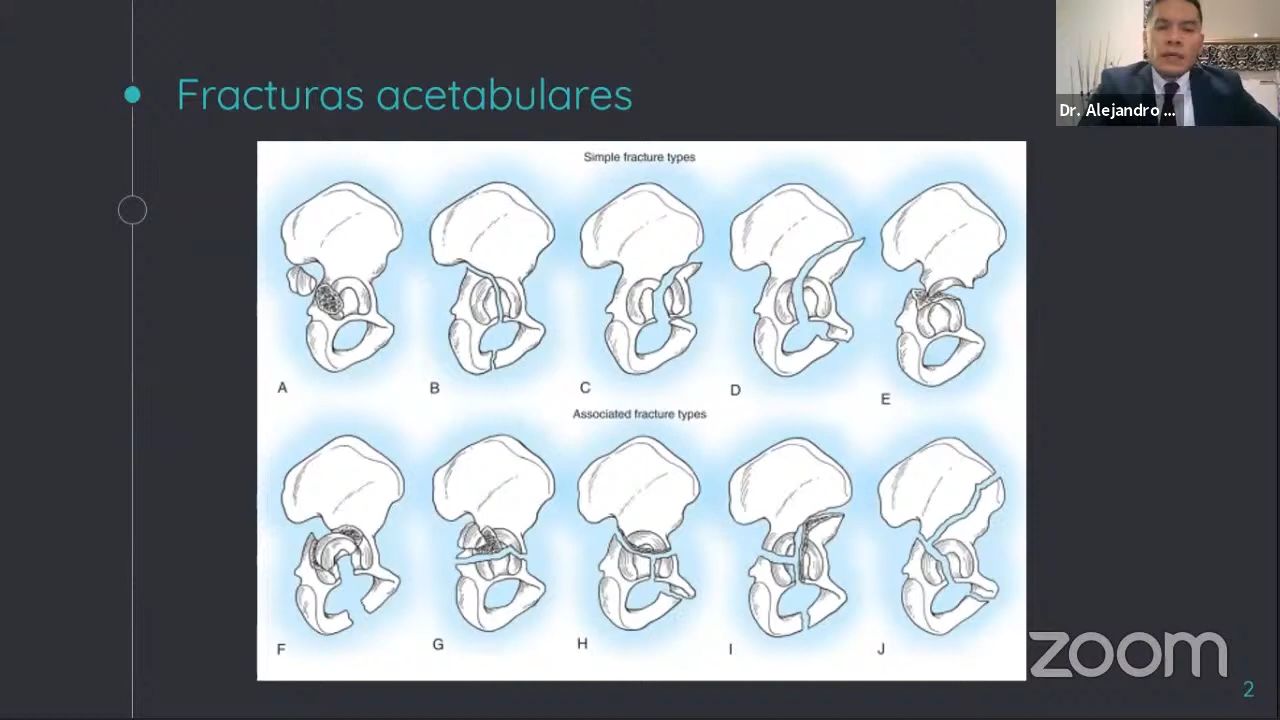 Fracturas acetabulares
Dr. Alejandro ...
Simple fracture types
A
B
C
D
E
Associated fracture types
F
G
H
I
J
zoom
2